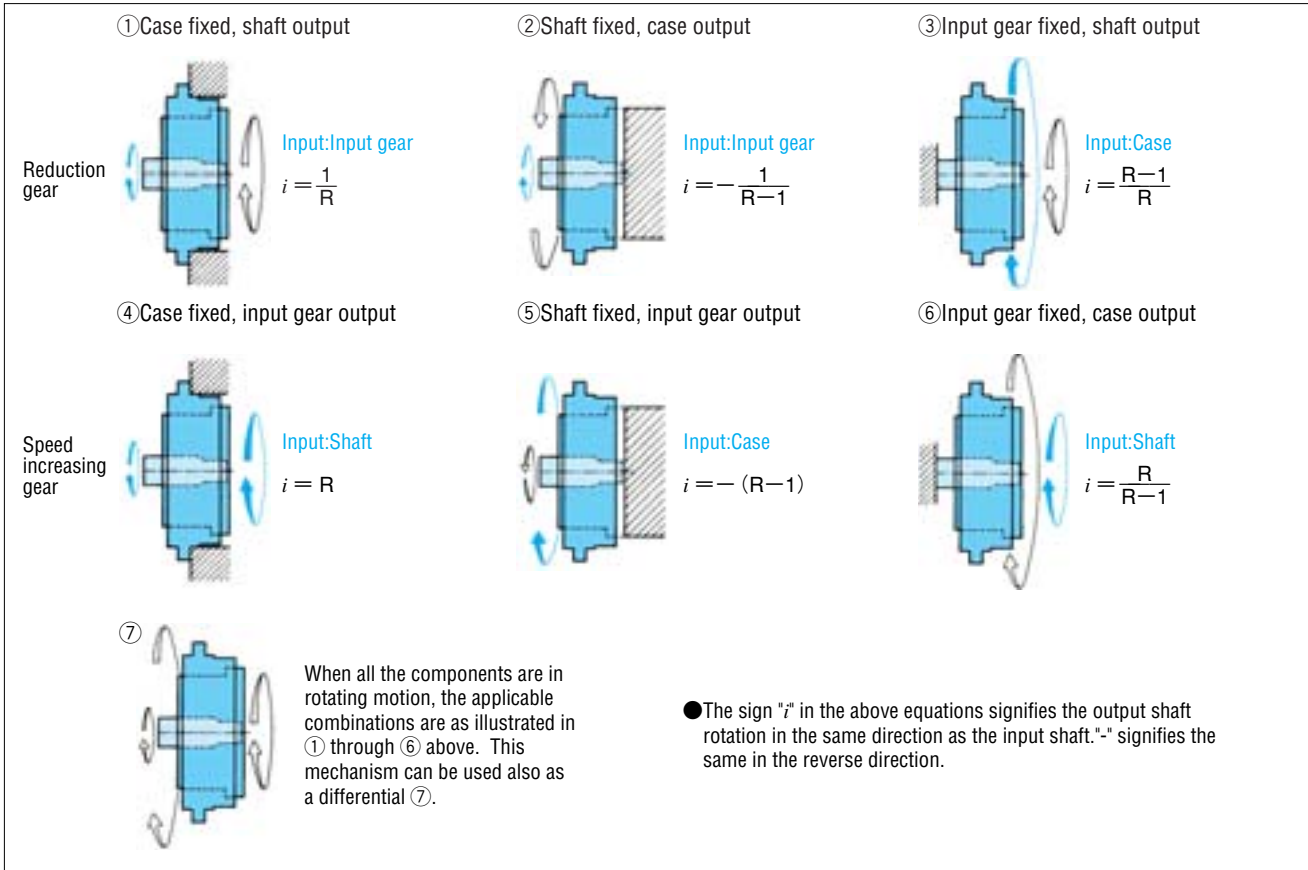 ①Case fixed, shaft output
②Shaft fixed, case output
③Input gear fixed, shaft output
Reduction
gear
Input:Input gear
i = 1/R
Input:Input gear
i = − 1/(R−1)
Input:Case
i = (R−1)/R
④Case fixed, input gear output
⑤Shaft fixed, input gear output
⑥Input gear fixed, case output
Speed
increasing
gear
Input:Shaft
i = R
Input:Case
i = − (R−1)
Input:Shaft
i = R/(R−1)
⑦
When all the components are in
rotating motion, the applicable
combinations are as illustrated in
① through ⑥ above. This
mechanism can be used also as
a differential ⑦.
●The sign "i" in the above equations signifies the output shaft
rotation in the same direction as the input shaft."-" signifies the
same in the reverse direction.